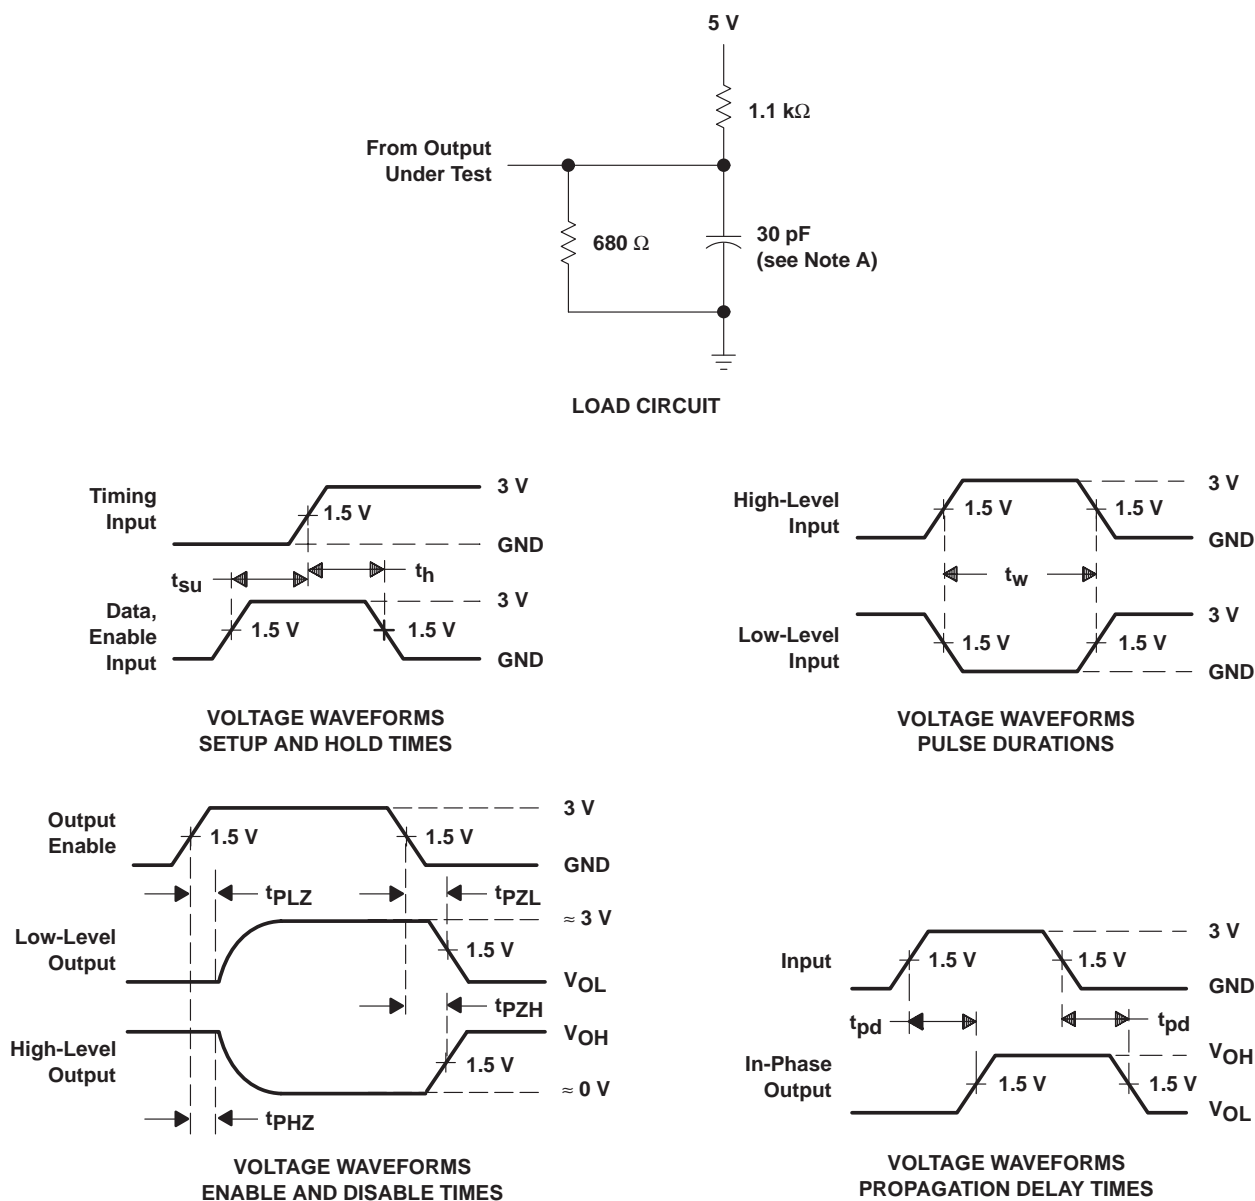 5 V
1.1 kΩ
From Output
Under Test
680 Ω
30 pF
(see Note A)
LOAD CIRCUIT
Timing
Input
3 V
1.5 V
GND
tsu
th
Data,
Enable
Input
3 V
1.5 V
1.5 V
GND
VOLTAGE WAVEFORMS
SETUP AND HOLD TIMES
High-Level
Input
3 V
1.5 V
1.5 V
GND
tw
Low-Level
Input
3 V
1.5 V
1.5 V
GND
VOLTAGE WAVEFORMS
PULSE DURATIONS
Output
Enable
3 V
1.5 V
1.5 V
GND
tPLZ
tPZL
Low-Level
Output
≈ 3 V
1.5 V
VOL
tPZH
High-Level
Output
VOH
1.5 V
≈ 0 V
tPHZ
VOLTAGE WAVEFORMS
ENABLE AND DISABLE TIMES
Input
3 V
1.5 V
1.5 V
GND
tpd
tpd
In-Phase
Output
VOH
1.5 V
1.5 V
VOL
VOLTAGE WAVEFORMS
PROPAGATION DELAY TIMES